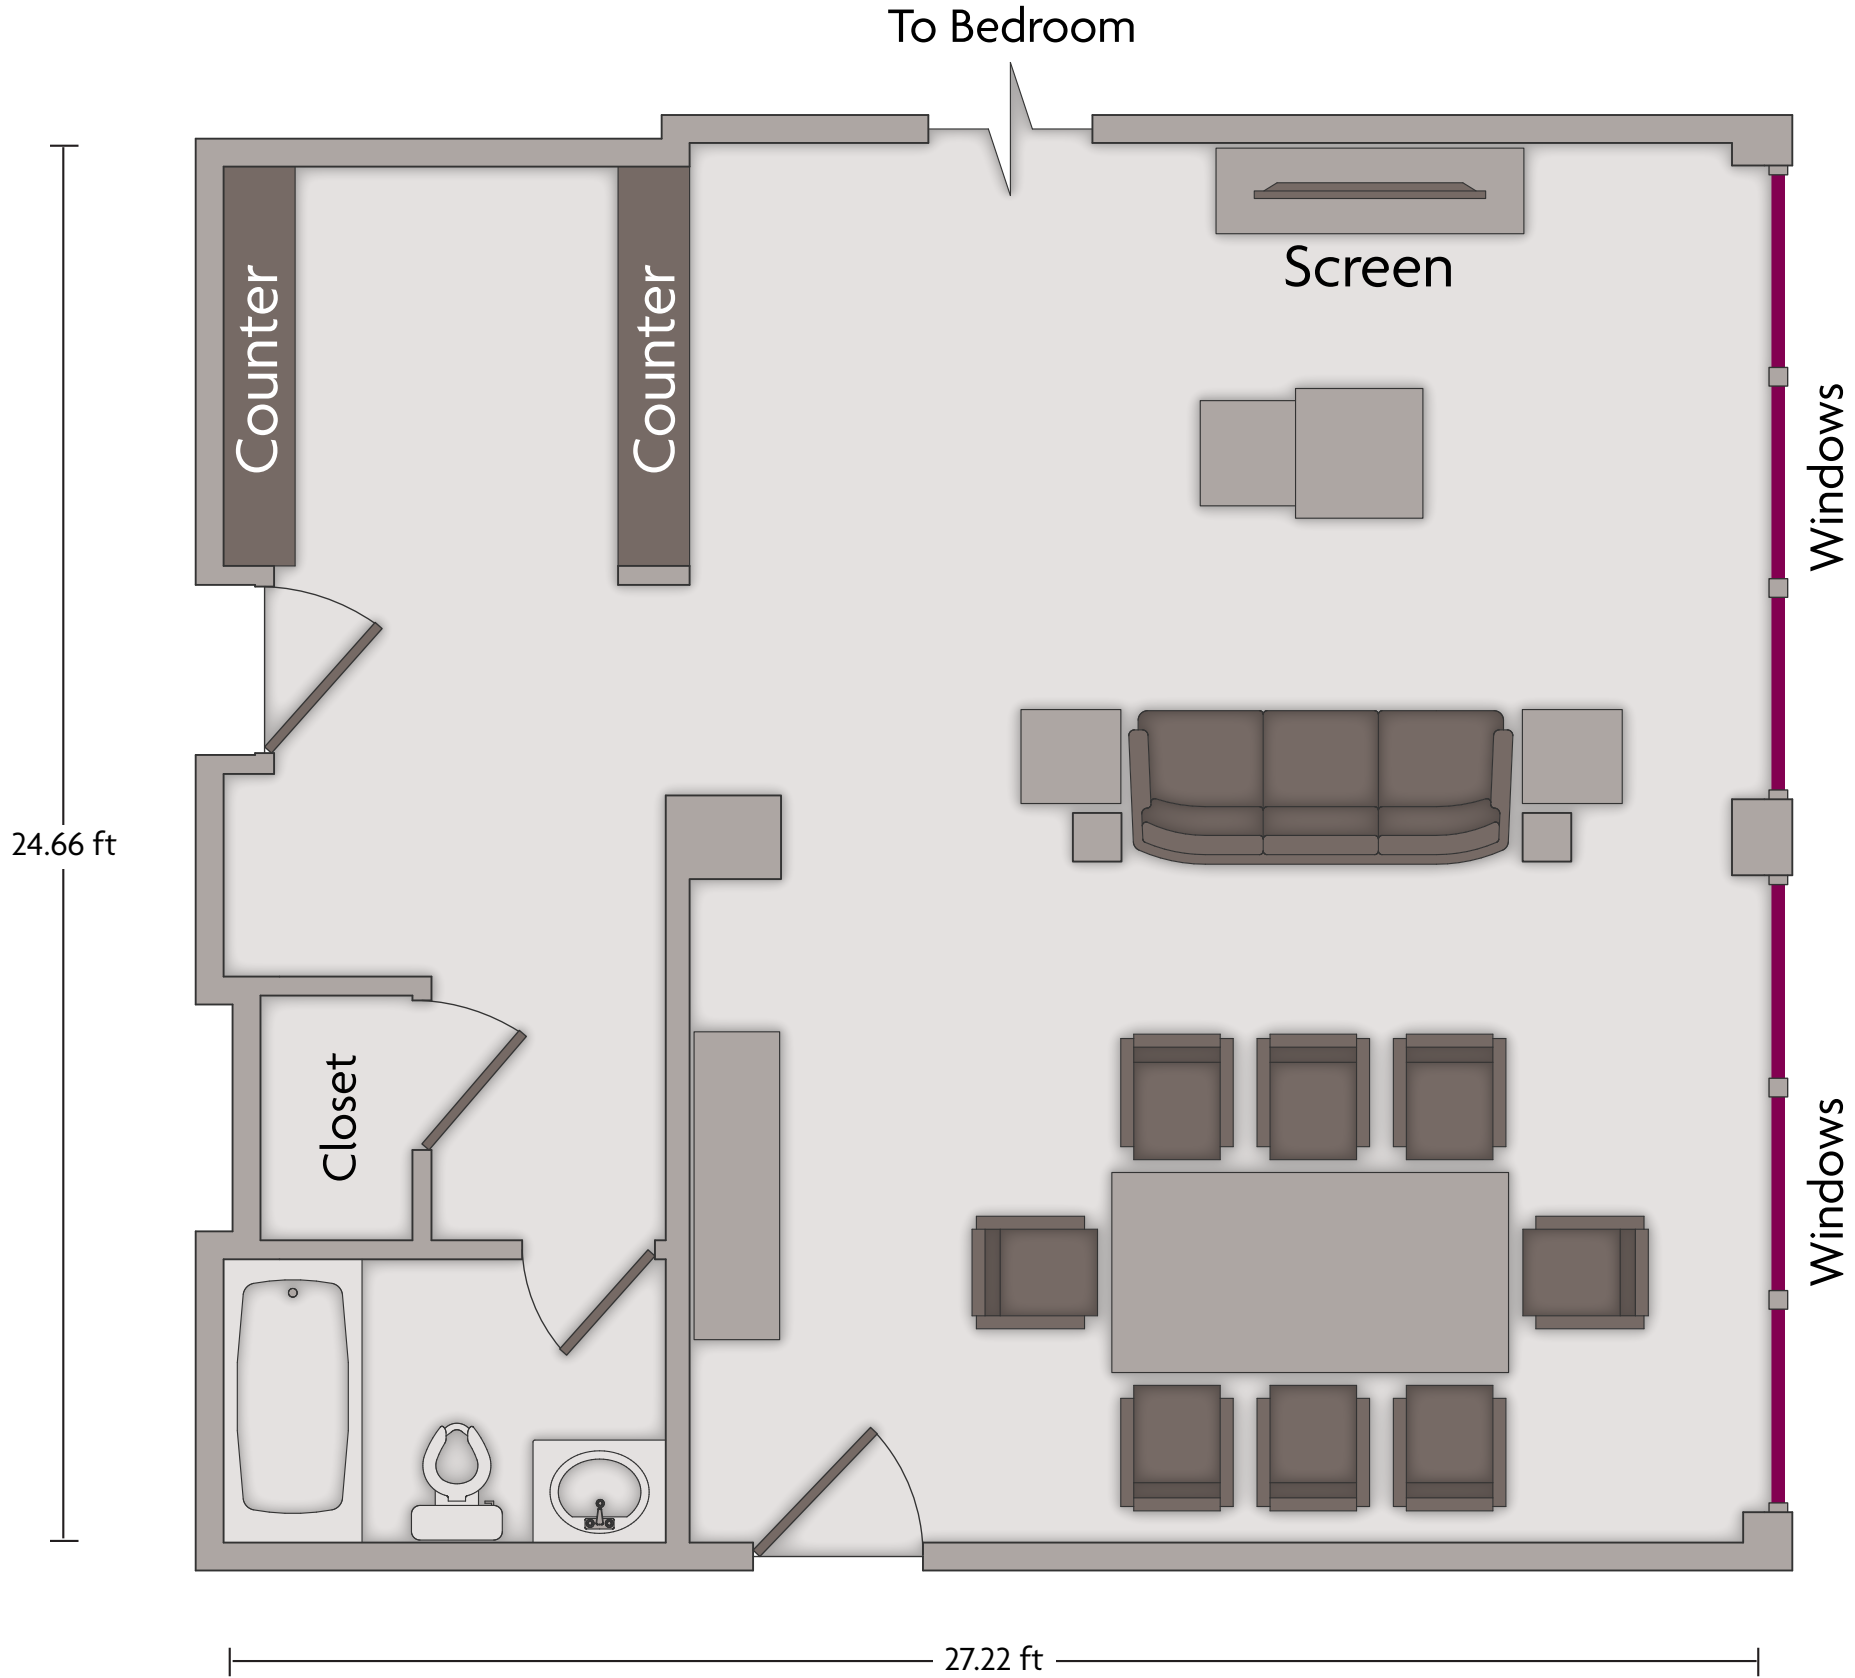 To Bedroom
Screen
Counter
Counter
Windows
24.66 ft
Closet
Windows
27.22 ft